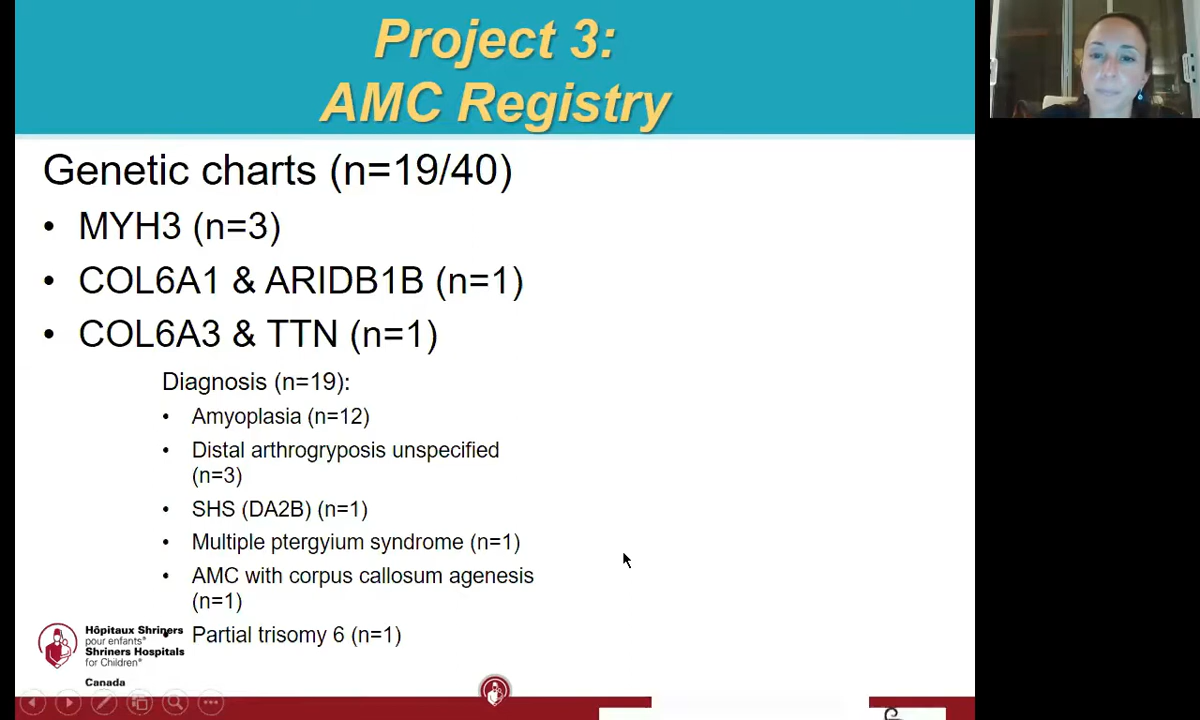 Project 3:
AMC Registry
Genetic charts (n=19/40)
• MYH3 (n=3)
• COL6A1 & ARIDB1B (n=1)
• COL6A3 & TTN (n=1)
Diagnosis (n=19):
• Amyoplasia (n=12)
• Distal arthrogryposis unspecified
(n=3)
• SHS (DA2B) (n=1)
• Multiple ptergyium syndrome (n=1)
• AMC with corpus callosum agenesis
(n=1)
• Partial trisomy 6 (n=1)
Hôpitaux Shriners
pour enfants®
Shriners Hospitals
for Children®
Canada